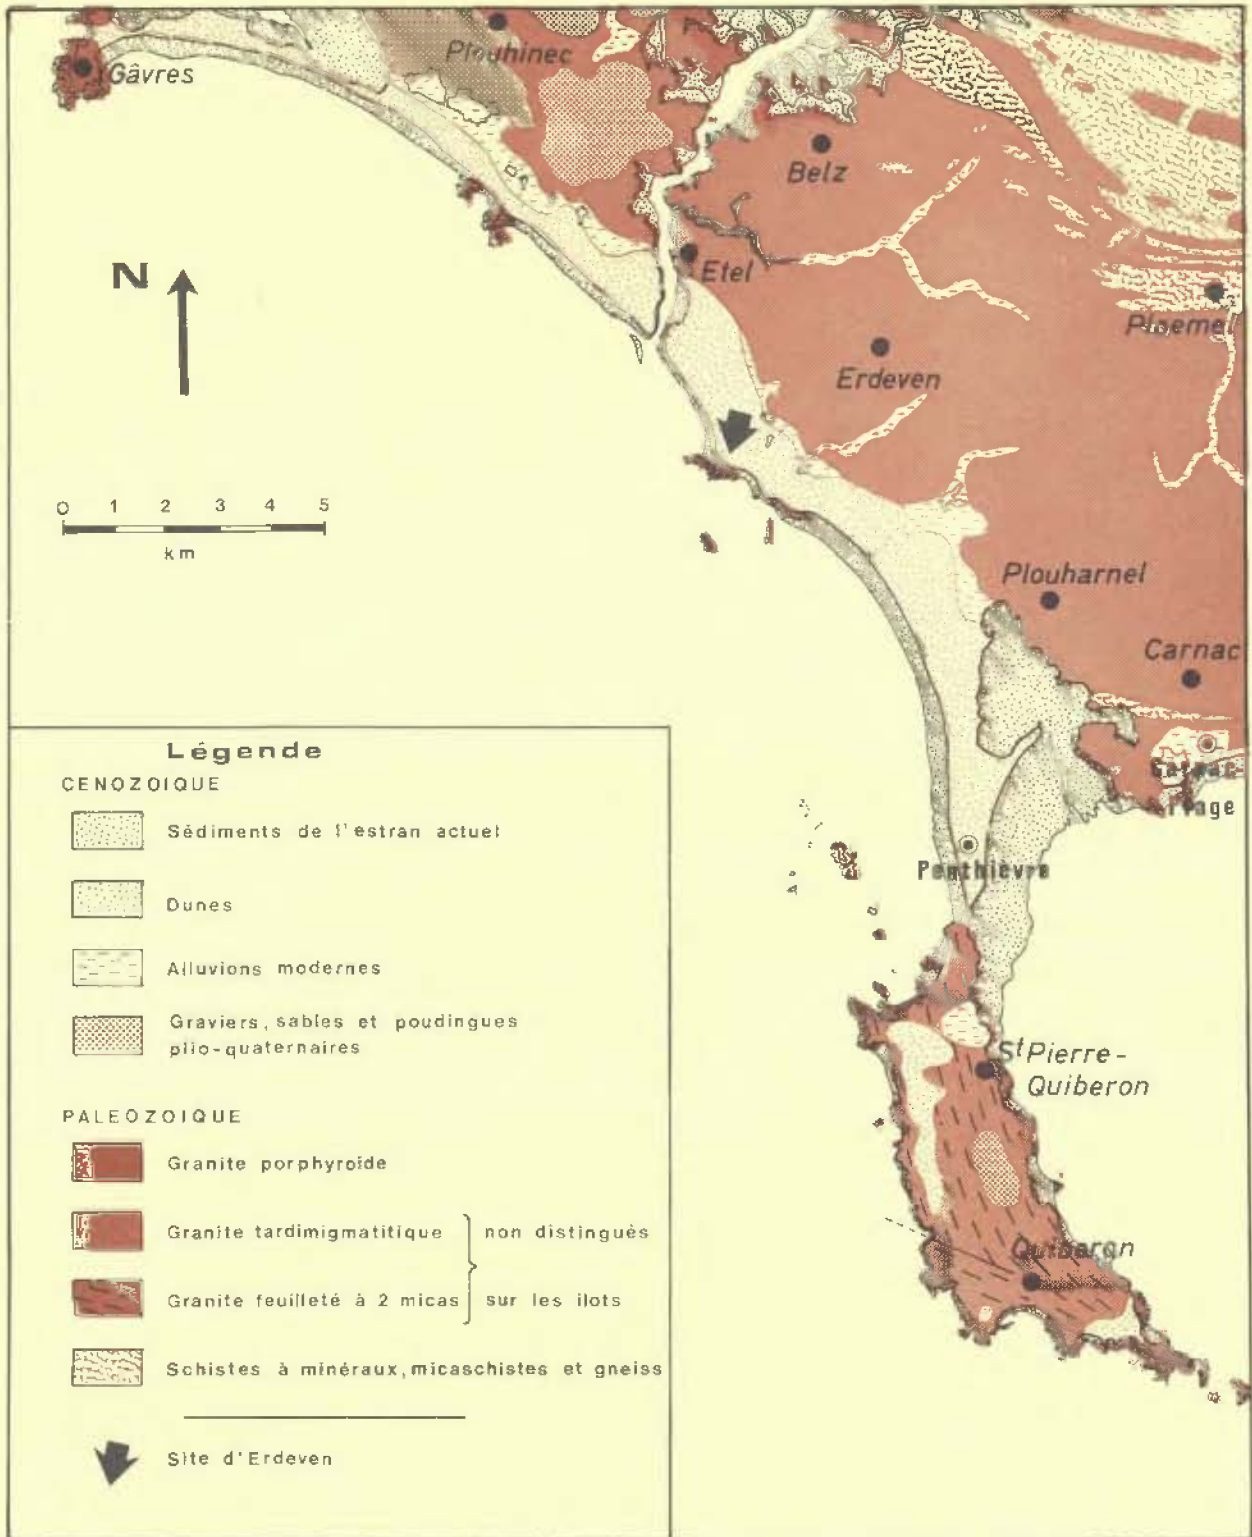 Plouhinec
Gâvres
Belz
N
Etel
Erdeven
0 1 2 3 4 5
km
Plouharnel
Carnac
Penthièvre
St Pierre-
Quiberon
Quiberon
Légende
CENOZOIQUE
Sédiments de l'estran actuel
Dunes
Alluvions modernes
Graviers, sables et poudingues
plio-quaternaires
PALEOZOIQUE
Granite porphyroïde
Granite tardimigmatitique } non distingués
Granite feuilleté à 2 micas } sur les ilots
Schistes à minéraux, micaschistes et gneiss
Site d'Erdeven